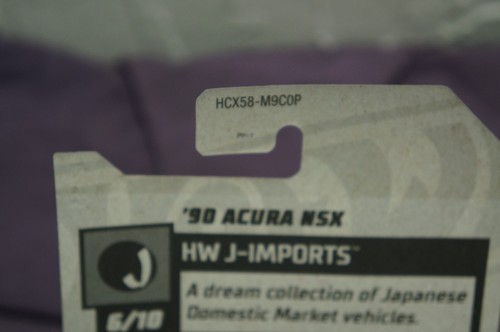 HCX58-M9C0P
'90 ACURA NSX
HW J-IMPORTS™
J
A dream collection of Japanese
Domestic Market vehicles.
6/10